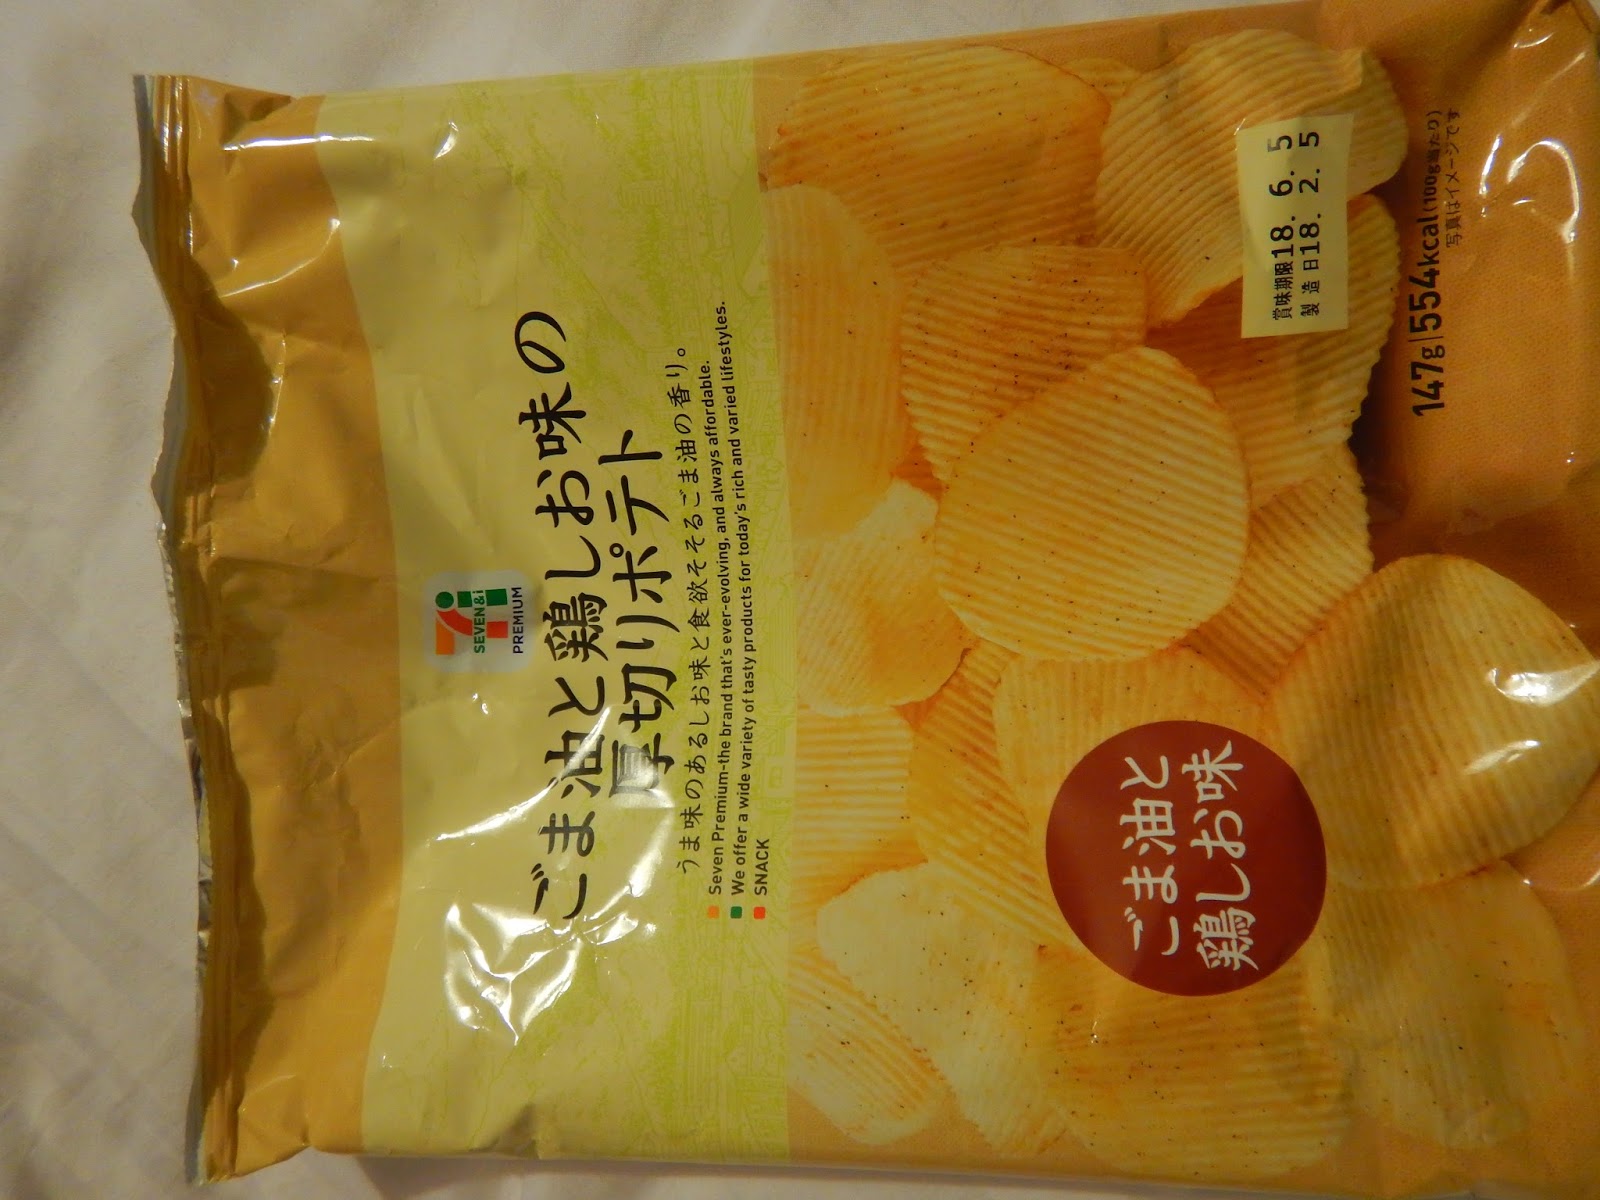 SEVEN&i
PREMIUM
ごま油と鶏しお味の
厚切りポテト
うま味のあるしお味と食欲そそるごま油の香り。
Seven Premium-the brand that's ever-evolving, and always affordable.
We offer a wide variety of tasty products for today's rich and varied lifestyles.
SNACK
ごま油と
鶏しお味
賞味期限18. 6. 5
製造日18. 2. 5
147g|554kcal(100g当たり)
写真はイメージです